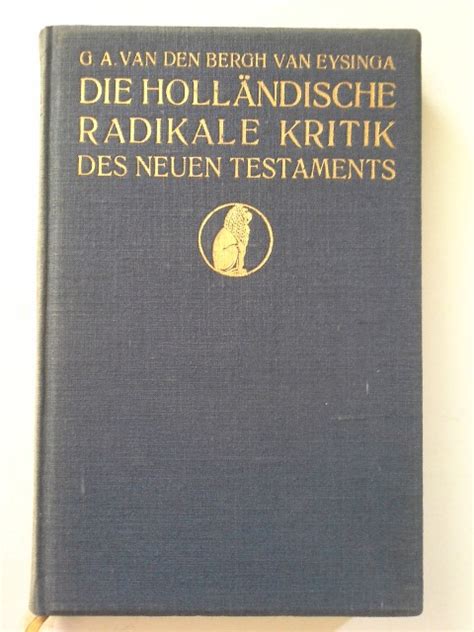 G. A. VAN DEN BERGH VAN EYSINGA
DIE HOLLÄNDISCHE
RADIKALE KRITIK
DES NEUEN TESTAMENTS